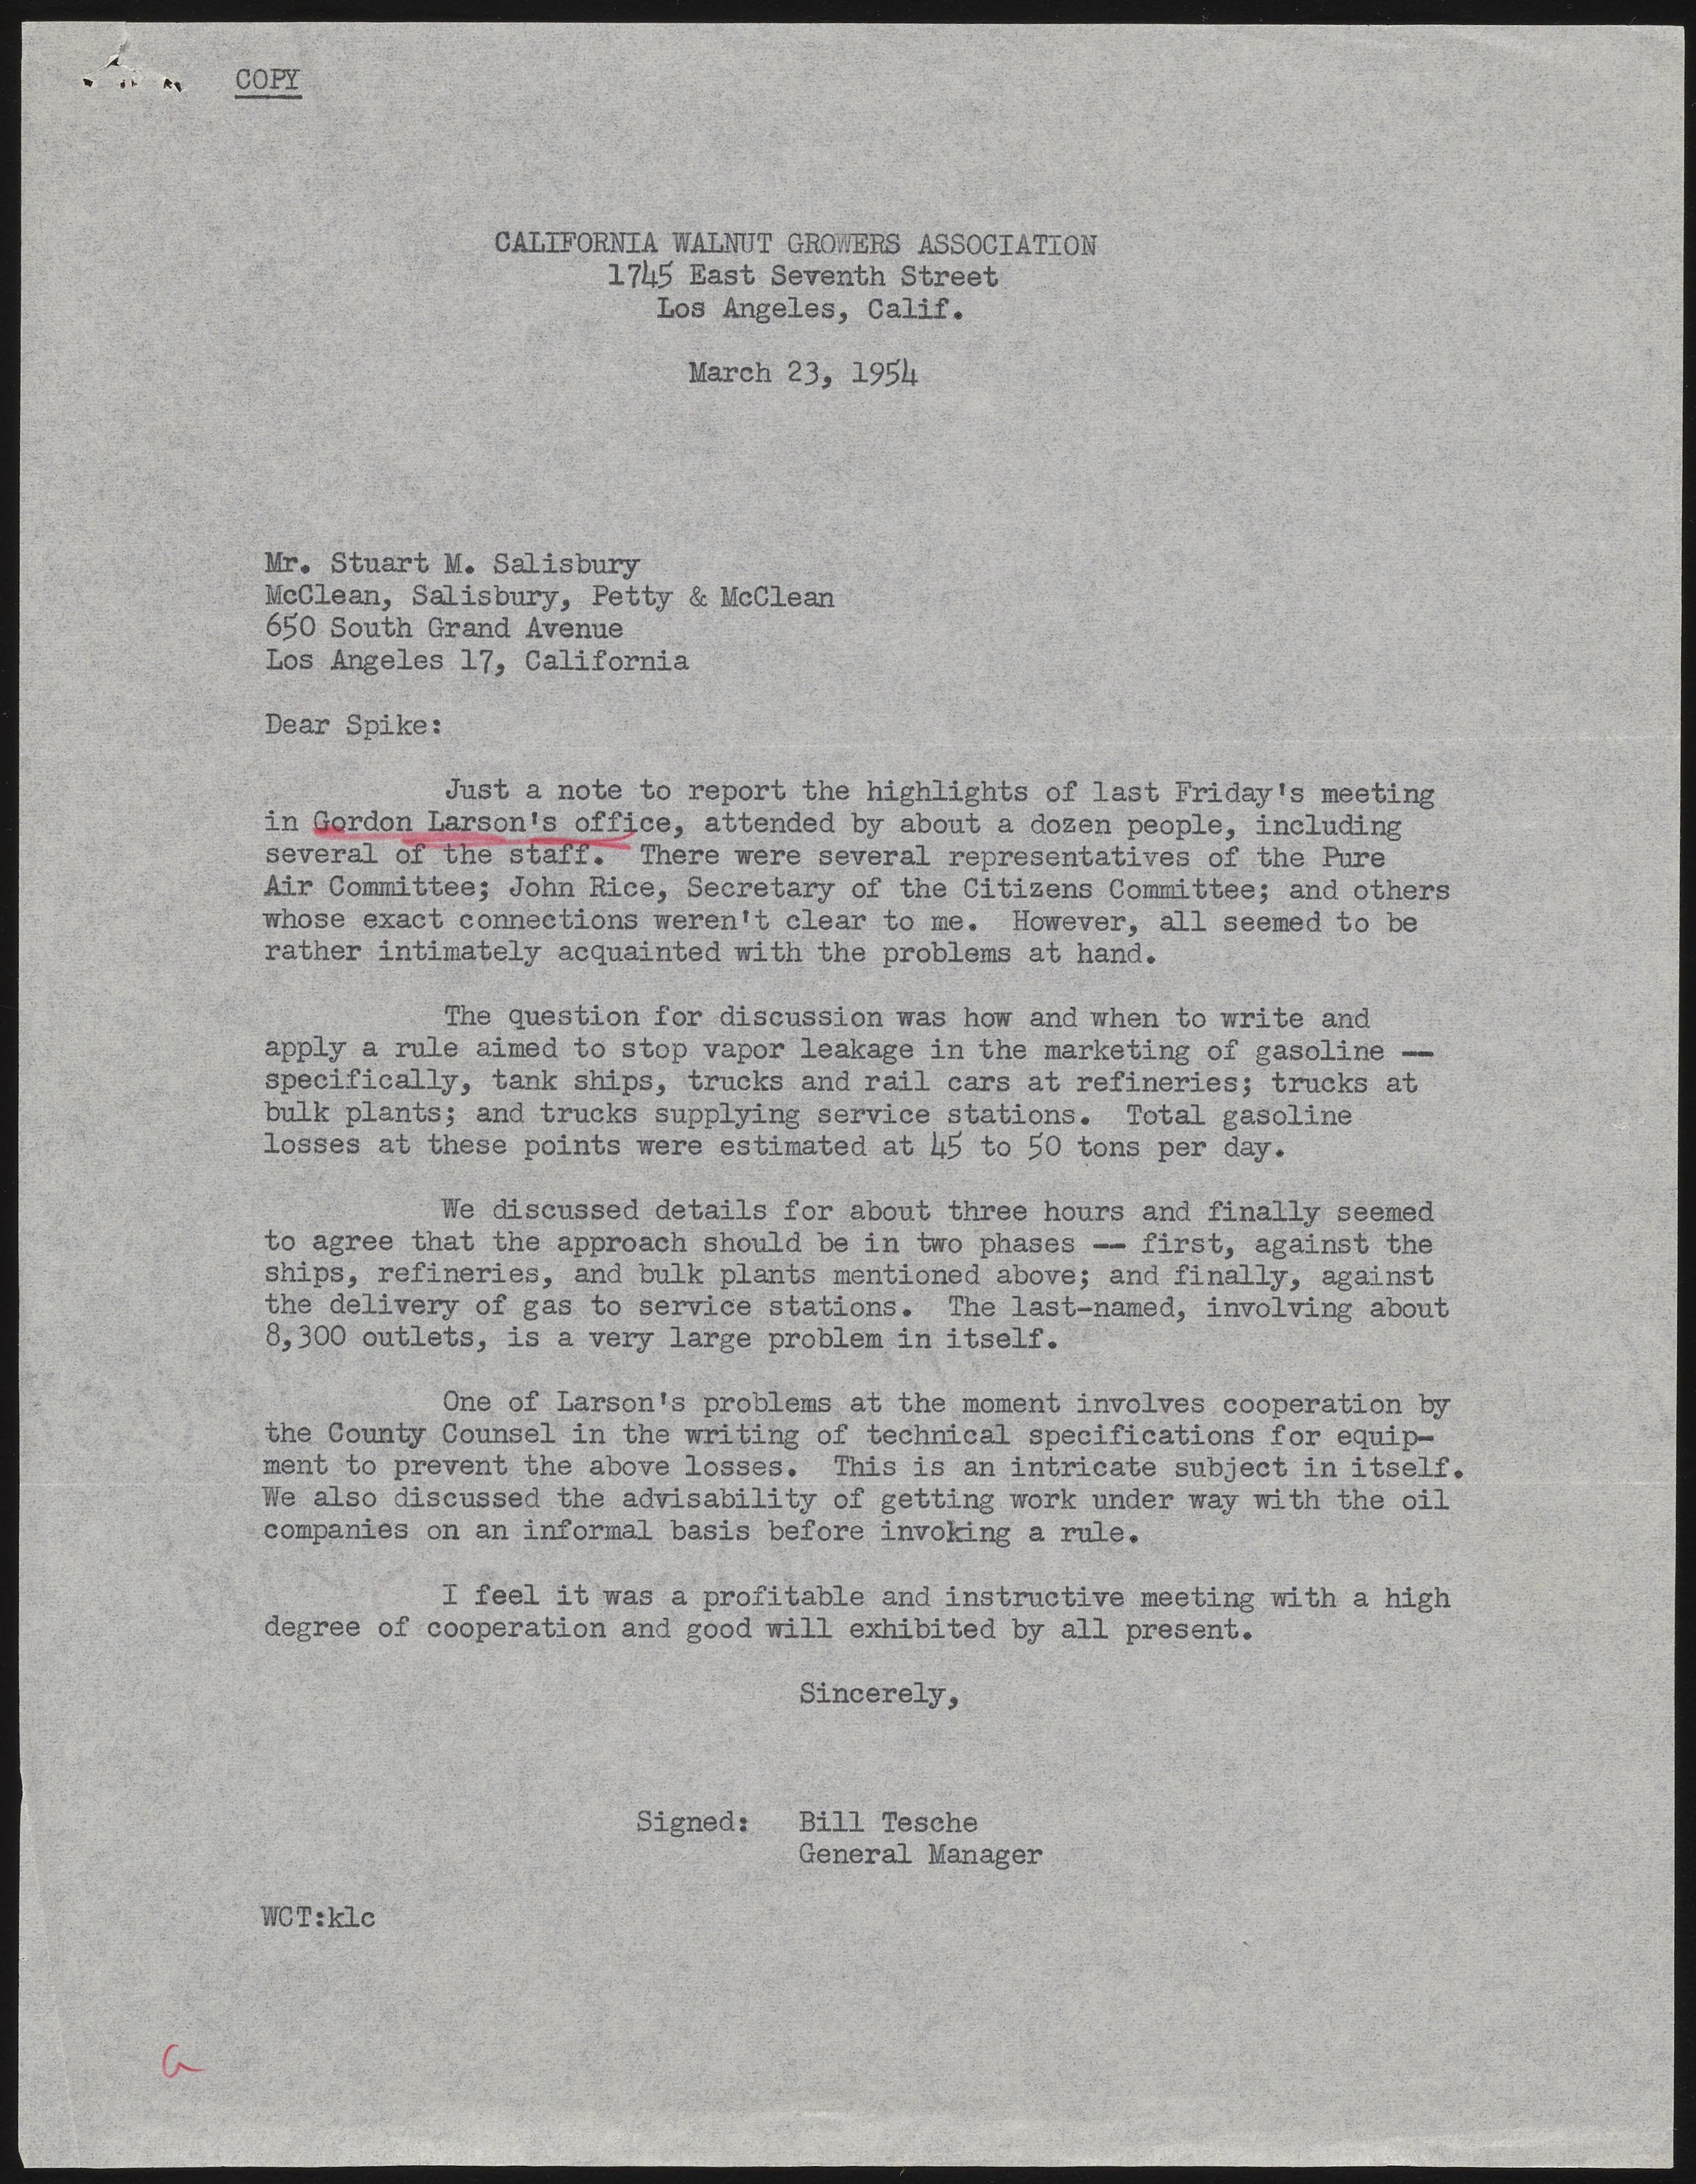 COPY
CALIFORNIA WALNUT GROWERS ASSOCIATION
1745 East Seventh Street
Los Angeles, Calif.
March 23, 1954
Mr. Stuart M. Salisbury
McClean, Salisbury, Petty & McClean
650 South Grand Avenue
Los Angeles 17, California
Dear Spike:
Just a note to report the highlights of last Friday's meeting
in Gordon Larson's office, attended by about a dozen people, including
several of the staff. There were several representatives of the Pure
Air Committee; John Rice, Secretary of the Citizens Committee; and others
whose exact connections weren't clear to me. However, all seemed to be
rather intimately acquainted with the problems at hand.
The question for discussion was how and when to write and
apply a rule aimed to stop vapor leakage in the marketing of gasoline --
specifically, tank ships, trucks and rail cars at refineries; trucks at
bulk plants; and trucks supplying service stations. Total gasoline
losses at these points were estimated at 45 to 50 tons per day.
We discussed details for about three hours and finally seemed
to agree that the approach should be in two phases -- first, against the
ships, refineries, and bulk plants mentioned above; and finally, against
the delivery of gas to service stations. The last-named, involving about
8,300 outlets, is a very large problem in itself.
One of Larson's problems at the moment involves cooperation by
the County Counsel in the writing of technical specifications for equip-
ment to prevent the above losses. This is an intricate subject in itself.
We also discussed the advisability of getting work under way with the oil
companies on an informal basis before invoking a rule.
I feel it was a profitable and instructive meeting with a high
degree of cooperation and good will exhibited by all present.
Sincerely,
Signed: Bill Tesche
General Manager
WCT:klc